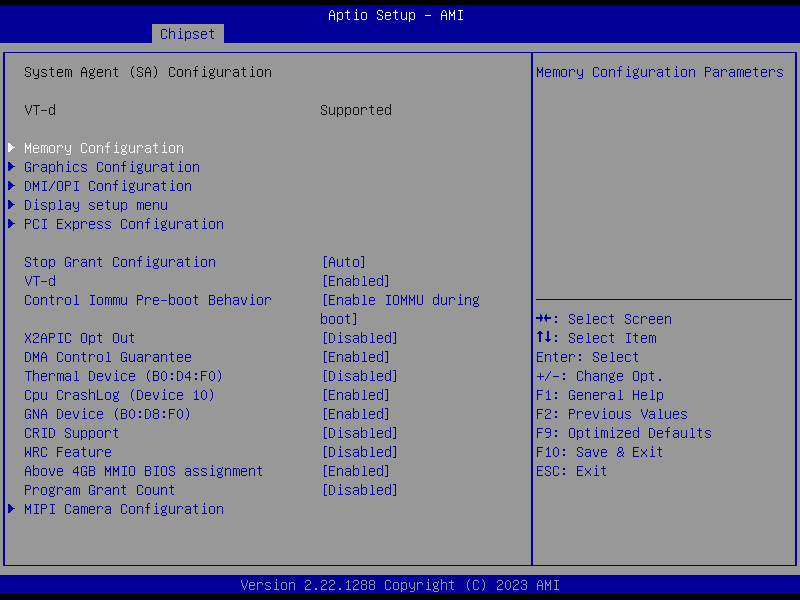 Aptio Setup - AMI
Chipset
System Agent (SA) Configuration
VT-d Supported
Memory Configuration
Graphics Configuration
DMI/OPI Configuration
Display setup menu
PCI Express Configuration
Stop Grant Configuration [Auto]
VT-d [Enabled]
Control Iommu Pre-boot Behavior [Enable IOMMU during
boot]
X2APIC Opt Out [Disabled]
DMA Control Guarantee [Enabled]
Thermal Device (B0:D4:F0) [Disabled]
Cpu CrashLog (Device 10) [Enabled]
GNA Device (B0:D8:F0) [Enabled]
CRID Support [Disabled]
WRC Feature [Disabled]
Above 4GB MMIO BIOS assignment [Enabled]
Program Grant Count [Disabled]
MIPI Camera Configuration
Memory Configuration Parameters
→←: Select Screen
↑↓: Select Item
Enter: Select
+/-: Change Opt.
F1: General Help
F2: Previous Values
F9: Optimized Defaults
F10: Save & Exit
ESC: Exit
Version 2.22.1288 Copyright (C) 2023 AMI